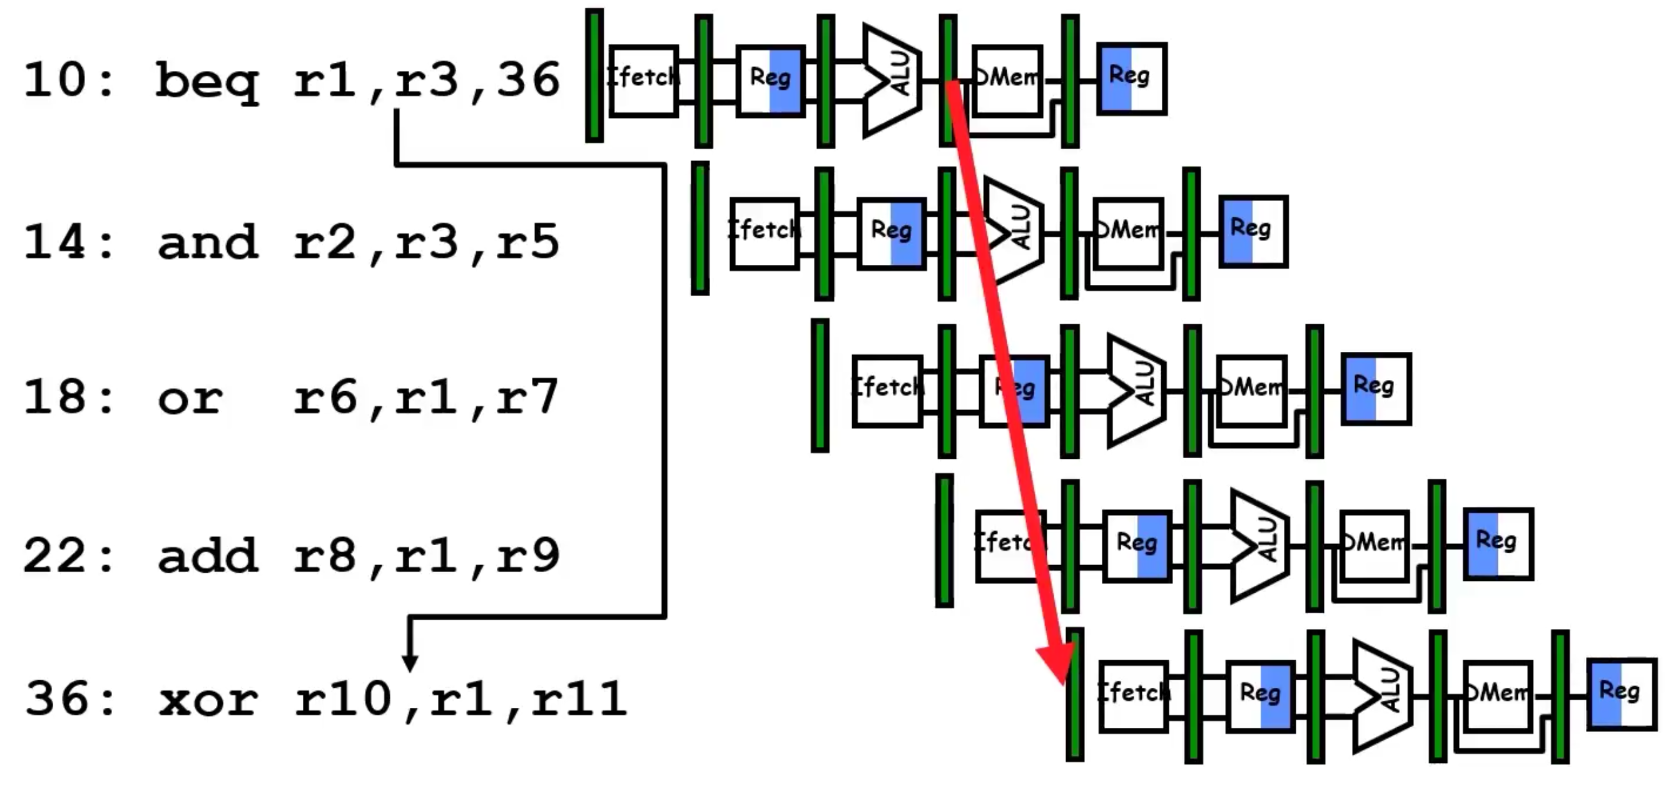 10: beq r1,r3,36 Ifetch Reg ALU DMem Reg
14: and r2,r3,r5 Ifetch Reg ALU DMem Reg
18: or r6,r1,r7 Ifetch Reg ALU DMem Reg
22: add r8,r1,r9 Ifetch Reg ALU DMem Reg
36: xor r10,r1,r11 Ifetch Reg ALU DMem Reg